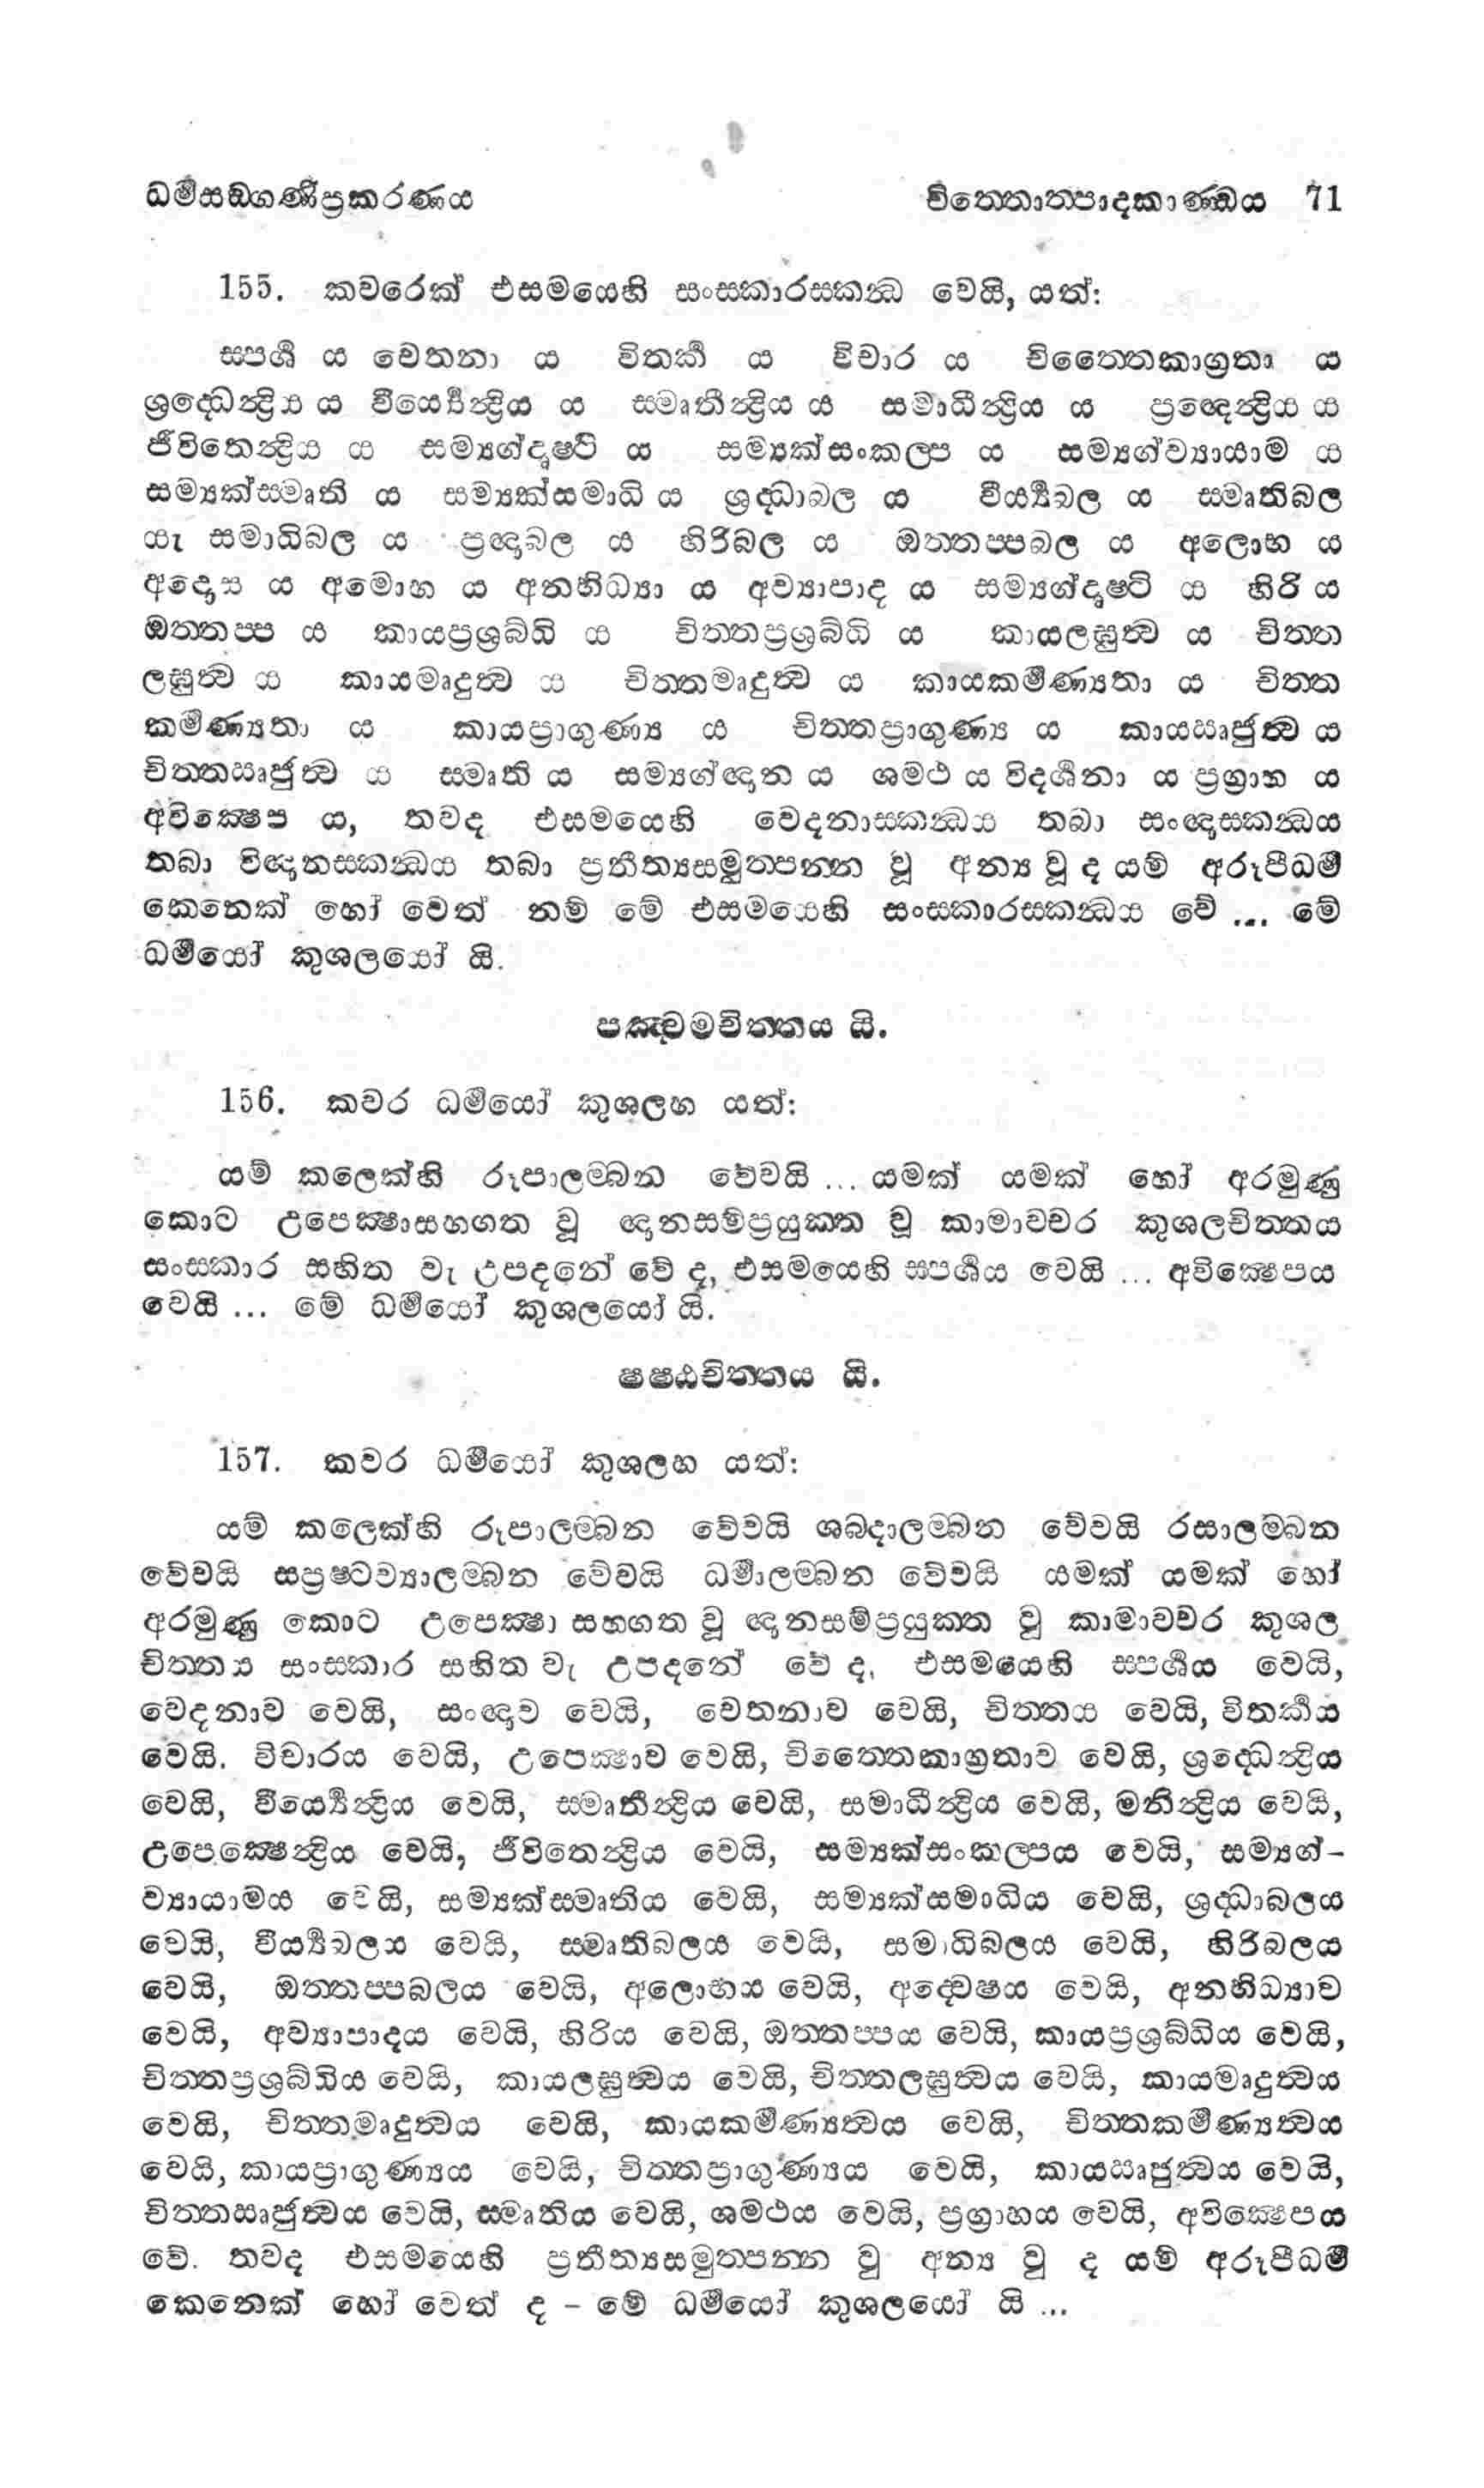 ධර්‍මසඞ්ගණීප්‍රකරණය චිත්තොත්පාදකාණ්ඩය 71
155. කවරෙක් එසමයෙහි සංස්කාරස්කන්‍ධ වෙයි, යත්:
ස්පර්‍ශ ය චේතනා ය විතර්‍ක ය විචාර ය චිත්තෛකාග්‍රතා ය
ශ්‍රද්ධෙන්‍ද්‍රිය ය වීර්‍ය්‍යෙන්‍ද්‍රිය ය ස්මෘතීන්‍ද්‍රිය ය සමාධීන්‍ද්‍රිය ය ප්‍රඥෙන්‍ද්‍රිය ය
ජීවිතෙන්‍ද්‍රිය ය සම්‍යග්දෘෂ්ටි ය සම්‍යක්සංකල්ප ය සම්‍යග්ව්‍යායාම ය
සම්‍යක්ස්මෘති ය සම්‍යක්සමාධි ය ශ්‍රද්ධාබල ය වීර්‍ය්‍යබල ය ස්මෘතිබල
යැ සමාධිබල ය ප්‍රඥාබල ය හිරිබල ය ඔත්තප්පබල ය අලොභ ය
අදොස ය අමොහ ය අනභිධ්‍යා ය අව්‍යාපාද ය සම්‍යග්දෘෂ්ටි ය හිරි ය
ඔත්තප්ප ය කායප්‍රශ්‍රබ්ධි ය චිත්තප්‍රශ්‍රබ්ධි ය කායලඝුත්‍ව ය චිත්ත
ලඝුත්‍ව ය කායමෘදුත්‍ව ය චිත්තමෘදුත්‍ව ය කායකර්‍මණ්‍යතා ය චිත්ත
කර්‍මණ්‍යතා ය කායප්‍රාගුණ්‍ය ය චිත්තප්‍රාගුණ්‍ය ය කායඍජුත්‍ව ය
චිත්තඍජුත්‍ව ය ස්මෘති ය සම්‍යග්ඥාන ය ශමථ ය විදර්‍ශනා ය ප්‍රග්‍රාහ ය
අවික්‍ෂෙප ය, තවද එසමයෙහි වෙදනාස්කන්‍ධය තබා සංඥාස්කන්‍ධය
තබා විඥානස්කන්‍ධය තබා ප්‍රතීත්‍යසමුත්පන්න වූ අන්‍ය වූ ද යම් අරූපීධර්‍ම
කෙනෙක් හෝ වෙත් නම් මේ එසමයෙහි සංස්කාරස්කන්‍ධය වේ ... මේ
ධර්‍මයෝ කුශලයෝ යි.
පඤ්චමචිත්තය යි.
156. කවර ධර්‍මයෝ කුශලහ යත්:
යම් කලෙක්හි රූපාලම්බන වේවයි ... යමක් යමක් හෝ අරමුණු
කොට උපෙක්‍ෂාසහගත වූ ඥානසම්ප්‍රයුක්ත වූ කාමාවචර කුශලචිත්තය
සංස්කාර සහිත වැ උපදනේ වේ ද, එසමයෙහි ස්පර්‍ශය වෙයි ... අවික්‍ෂෙපය
වෙයි ... මේ ධර්‍මයෝ කුශලයෝ යි.
ෂෂ්ඨචිත්තය යි.
157. කවර ධර්‍මයෝ කුශලහ යත්:
යම් කලෙක්හි රූපාලම්බන වේවයි ශබ්දාලම්බන වේවයි රසාලම්බන
වේවයි ස්ප්‍රෂ්ටව්‍යාලම්බන වේවයි ධර්‍මාලම්බන වේවයි යමක් යමක් හෝ
අරමුණු කොට උපෙක්‍ෂා සහගත වූ ඥානසම්ප්‍රයුක්ත වූ කාමාවචර කුශල
චිත්තය සංස්කාර සහිත වැ උපදනේ වේ ද, එසමයෙහි ස්පර්‍ශය වෙයි,
වෙදනාව වෙයි, සංඥාව වෙයි, චේතනාව වෙයි, චිත්තය වෙයි, විතර්‍කය
වෙයි. විචාරය වෙයි, උපෙක්‍ෂාව වෙයි, චිත්තෛකාග්‍රතාව වෙයි, ශ්‍රද්ධෙන්‍ද්‍රිය
වෙයි, වීර්‍ය්‍යෙන්‍ද්‍රිය වෙයි, ස්මෘතීන්‍ද්‍රිය වෙයි, සමාධීන්‍ද්‍රිය වෙයි, මනින්‍ද්‍රිය වෙයි,
උපෙක්‍ෂෙන්‍ද්‍රිය වෙයි, ජීවිතෙන්‍ද්‍රිය වෙයි, සම්‍යක්සංකල්පය වෙයි, සම්‍යග්-
ව්‍යායාමය වෙයි, සම්‍යක්ස්මෘතිය වෙයි, සම්‍යක්සමාධිය වෙයි, ශ්‍රද්ධාබලය
වෙයි, වීර්‍ය්‍යබලය වෙයි, ස්මෘතිබලය වෙයි, සමාධිබලය වෙයි, හිරිබලය
වෙයි, ඔත්තප්පබලය වෙයි, අලොභය වෙයි, අද්වෙෂය වෙයි, අනභිධ්‍යාව
වෙයි, අව්‍යාපාදය වෙයි, හිරිය වෙයි, ඔත්තප්පය වෙයි, කායප්‍රශ්‍රබ්ධිය වෙයි,
චිත්තප්‍රශ්‍රබ්ධිය වෙයි, කායලඝුත්‍වය වෙයි, චිත්තලඝුත්‍වය වෙයි, කායමෘදුත්‍වය
වෙයි, චිත්තමෘදුත්‍වය වෙයි, කායකර්‍මණ්‍යත්‍වය වෙයි, චිත්තකර්‍මණ්‍යත්‍වය
වෙයි, කායප්‍රාගුණ්‍යය වෙයි, චිත්තප්‍රාගුණ්‍යය වෙයි, කායඍජුත්‍වය වෙයි,
චිත්තඍජුත්‍වය වෙයි, ස්මෘතිය වෙයි, ශමථය වෙයි, ප්‍රග්‍රාහය වෙයි, අවික්‍ෂෙපය
වේ. තවද එසමයෙහි ප්‍රතීත්‍යසමුත්පන්න වූ අන්‍ය වූ ද යම් අරූපීධර්‍ම
කෙනෙක් හෝ වෙත් ද – මේ ධර්‍මයෝ කුශලයෝ යි ...